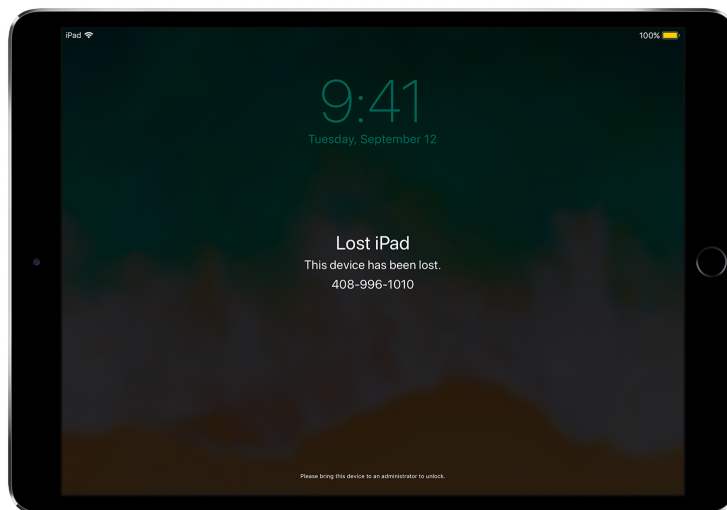 iPad
100%
9:41
Tuesday, September 12
Lost iPad
This device has been lost.
408-996-1010
Please bring this device to an administrator to unlock.